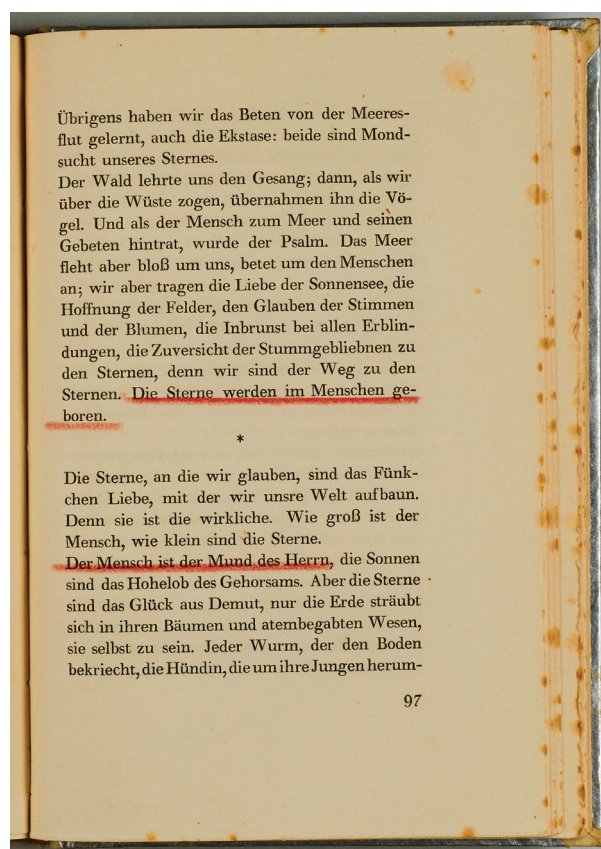 Übrigens haben wir das Beten von der Meeres-
flut gelernt, auch die Ekstase: beide sind Mond-
sucht unseres Sternes.
Der Wald lehrte uns den Gesang; dann, als wir
über die Wüste zogen, übernahmen ihn die Vö-
gel. Und als der Mensch zum Meer und seinen
Gebeten hintrat, wurde der Psalm. Das Meer
fleht aber bloß um uns, betet um den Menschen
an; wir aber tragen die Liebe der Sonnensee, die
Hoffnung der Felder, den Glauben der Stimmen
und der Blumen, die Inbrunst bei allen Erblin-
dungen, die Zuversicht der Stummgebliebnen zu
den Sternen, denn wir sind der Weg zu den
Sternen. Die Sterne werden im Menschen ge-
boren.
*
Die Sterne, an die wir glauben, sind das Fünk-
chen Liebe, mit der wir unsre Welt aufbaun.
Denn sie ist die wirkliche. Wie groß ist der
Mensch, wie klein sind die Sterne.
Der Mensch ist der Mund des Herrn, die Sonnen
sind das Hohelob des Gehorsams. Aber die Sterne
sind das Glück aus Demut, nur die Erde sträubt
sich in ihren Bäumen und atembegabten Wesen,
sie selbst zu sein. Jeder Wurm, der den Boden
bekriecht, die Hündin, die um ihre Jungen herum-
97